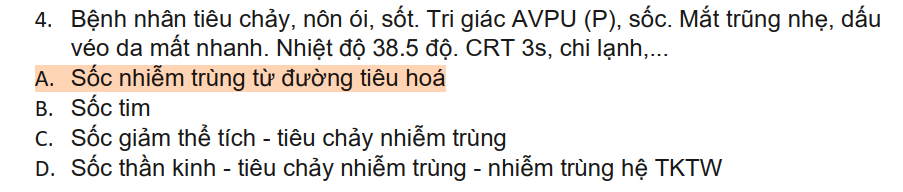 4. Bệnh nhân tiêu chảy, nôn ói, sốt. Tri giác AVPU (P), sốc. Mắt trũng nhẹ, dấu
véo da mất nhanh. Nhiệt độ 38.5 độ. CRT 3s, chi lạnh,...
A. Sốc nhiễm trùng từ đường tiêu hoá
B. Sốc tim
C. Sốc giảm thể tích - tiêu chảy nhiễm trùng
D. Sốc thần kinh - tiêu chảy nhiễm trùng - nhiễm trùng hệ TKTW